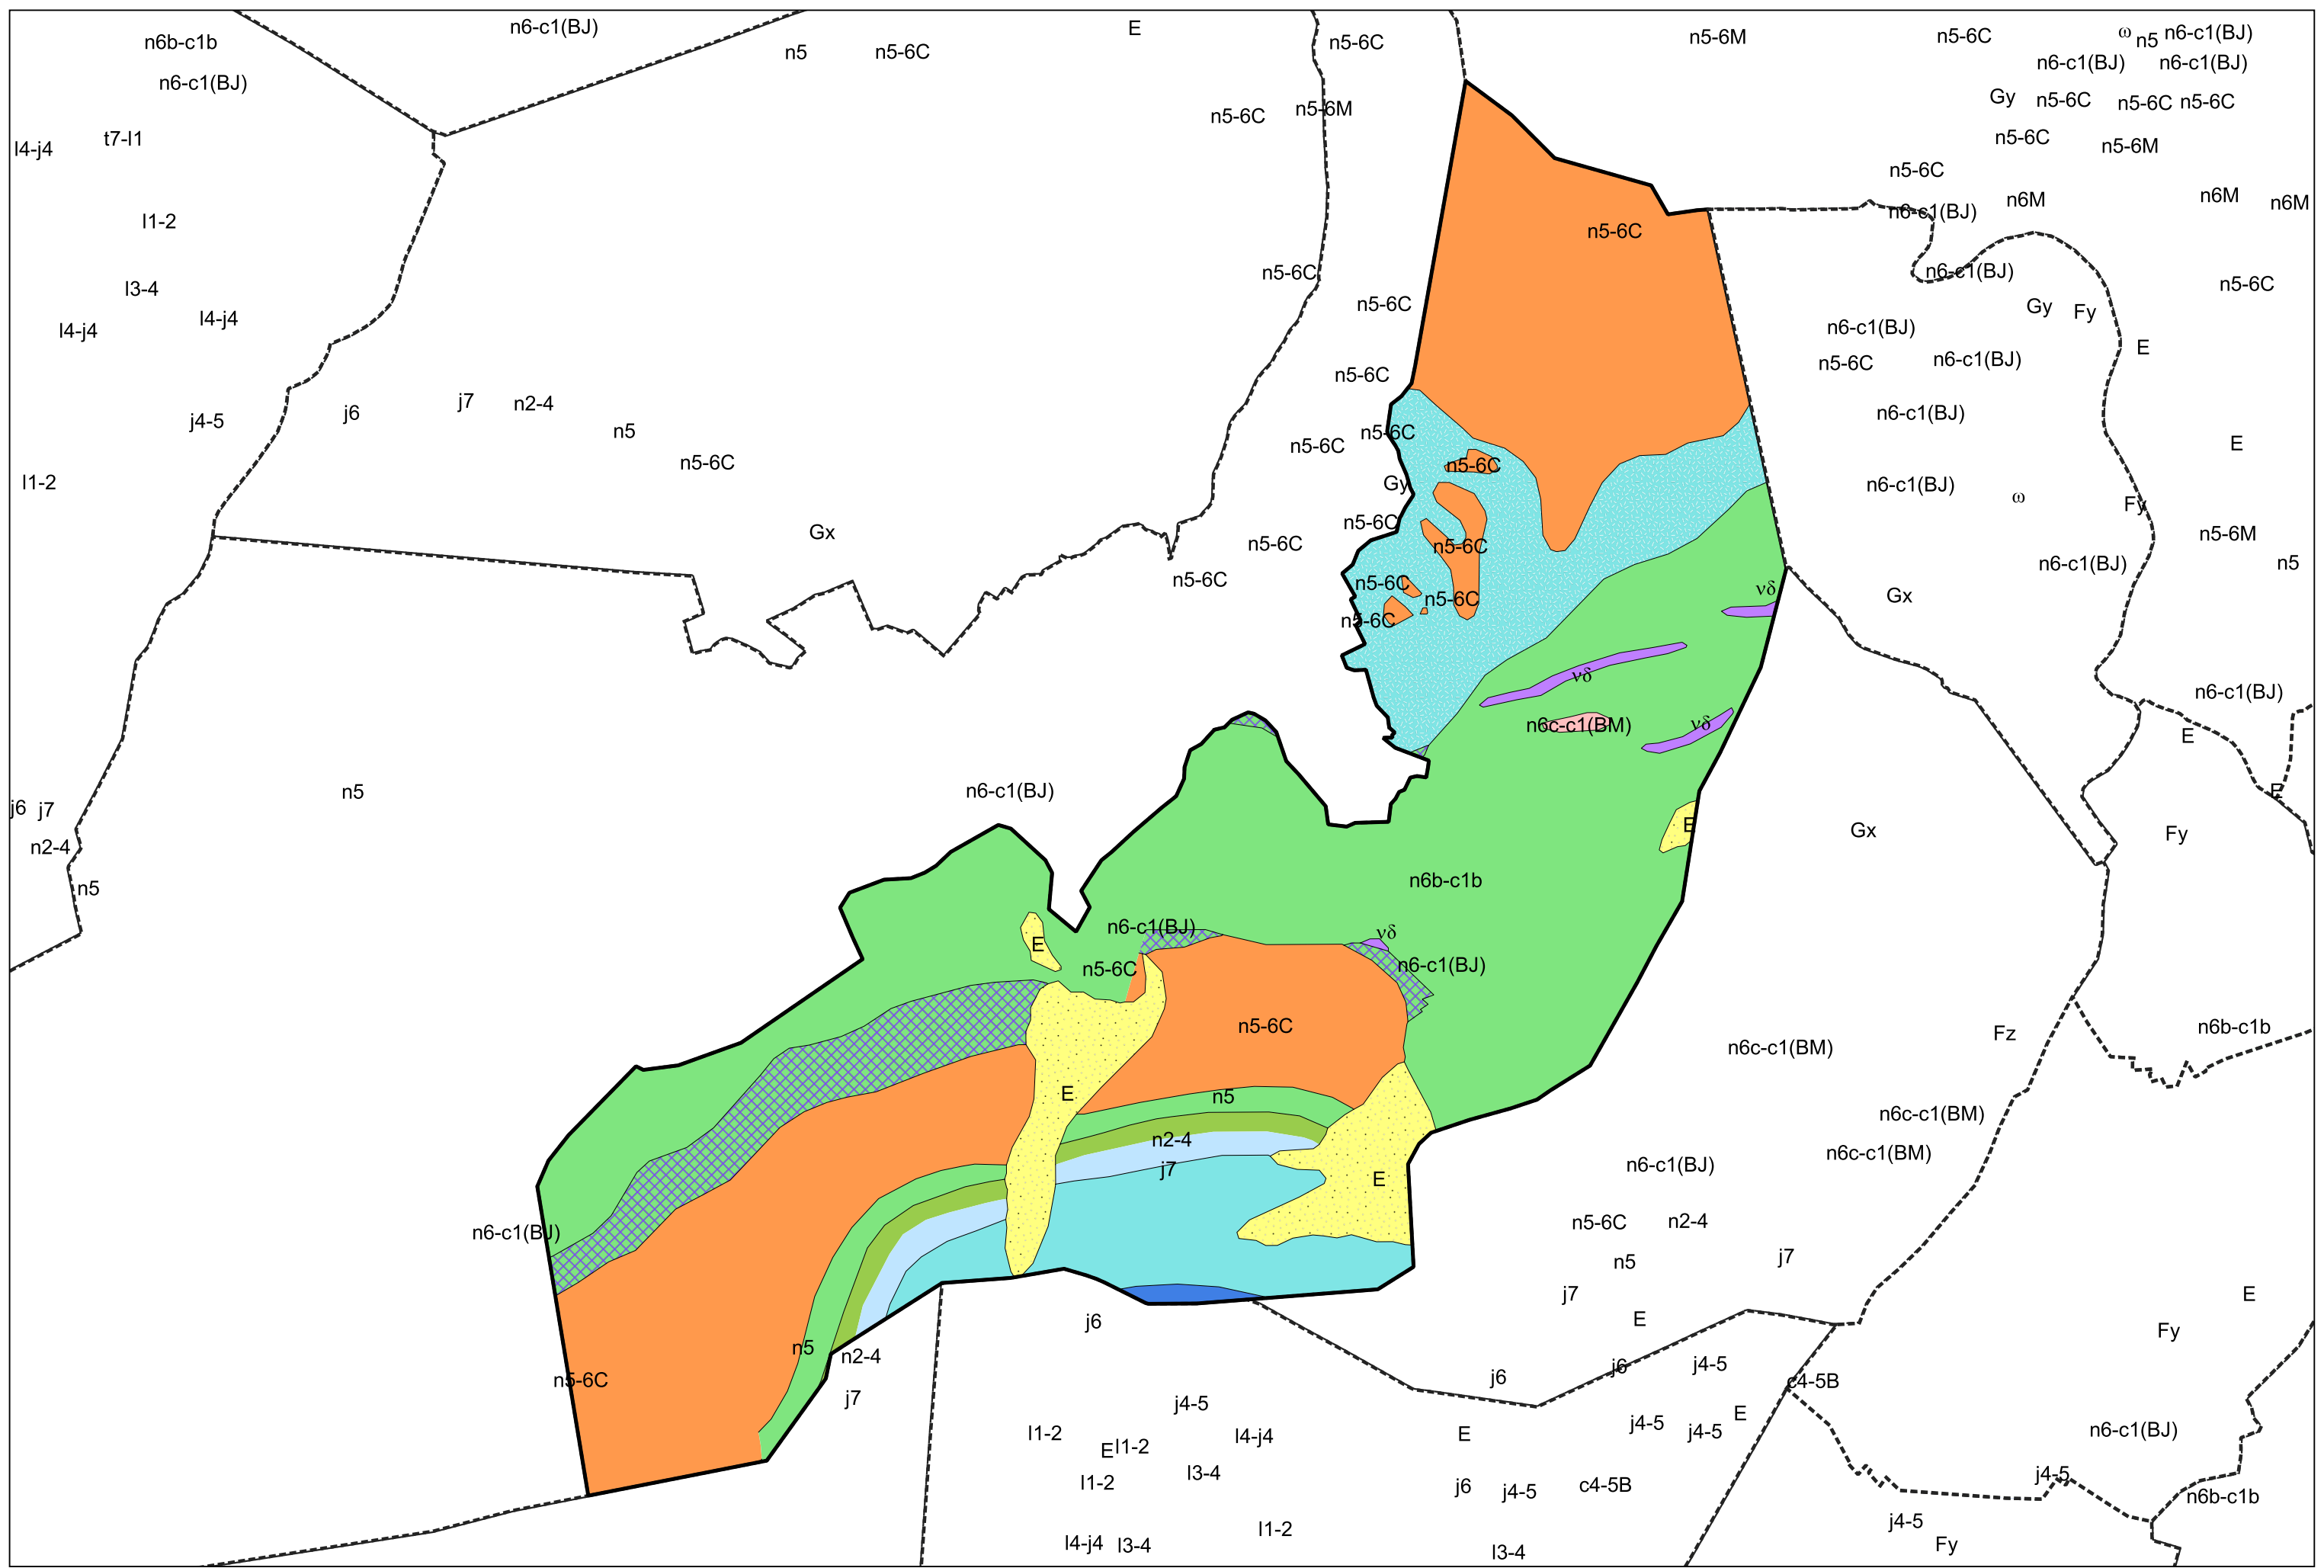 n6b-c1b
n6-c1(BJ)
n5
n5-6C
E
n5-6C
n5-6M
n5-6C
ω
n5
n6-c1(BJ)
n6-c1(BJ)
n6-c1(BJ)
n6-c1(BJ)
Gy
n5-6C
n5-6C
n5-6C
n5-6C
n5-6M
n5-6C
n5-6M
l4-j4
t7-l1
n5-6C
n6M
n6M
n6M
n6-c1(BJ)
l1-2
n5-6C
n5-6C
n6-c1(BJ)
n5-6C
l3-4
l4-j4
l4-j4
n5-6C
Gy
Fy
n6-c1(BJ)
E
n5-6C
n6-c1(BJ)
n5-6C
j4-5
j6
j7
n2-4
n5
n5-6C
n6-c1(BJ)
n5-6C
n5-6C
E
n5-6C
l1-2
Gy
n6-c1(BJ)
ω
Fy
Gx
n5-6C
n5-6C
n5-6C
n5-6M
n5-6C
n6-c1(BJ)
n5
n5-6C
νδ
Gx
n5-6C
n5-6C
νδ
n6-c1(BJ)
n6c-c1(BM)
νδ
E
n5
n6-c1(BJ)
E
j6
j7
n2-4
E
Gx
Fy
n5
n6b-c1b
n6-c1(BJ)
νδ
E
n5-6C
n6-c1(BJ)
n5-6C
Fz
n6b-c1b
n6c-c1(BM)
E
n5
n6c-c1(BM)
n2-4
n6c-c1(BM)
j7
n6-c1(BJ)
E
n6-c1(BJ)
n5-6C
n2-4
n5
j7
j7
E
j6
E
Fy
n5
n2-4
j6
j6
j4-5
n5-6C
c4-5B
j7
j4-5
E
l1-2
E
l1-2
l4-j4
E
j4-5
j4-5
n6-c1(BJ)
l1-2
l3-4
j6
j4-5
c4-5B
j4-5
n6b-c1b
l4-j4
l3-4
l1-2
l3-4
j4-5
Fy